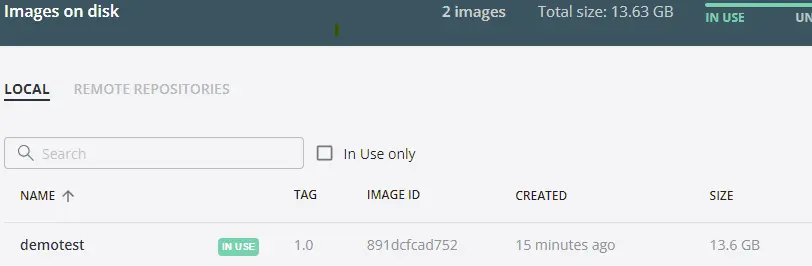 Images on disk 2 images Total size: 13.63 GB IN USE UN
LOCAL REMOTE REPOSITORIES
Search In Use only
NAME TAG IMAGE ID CREATED SIZE
demotest IN USE 1.0 891dcfcad752 15 minutes ago 13.6 GB